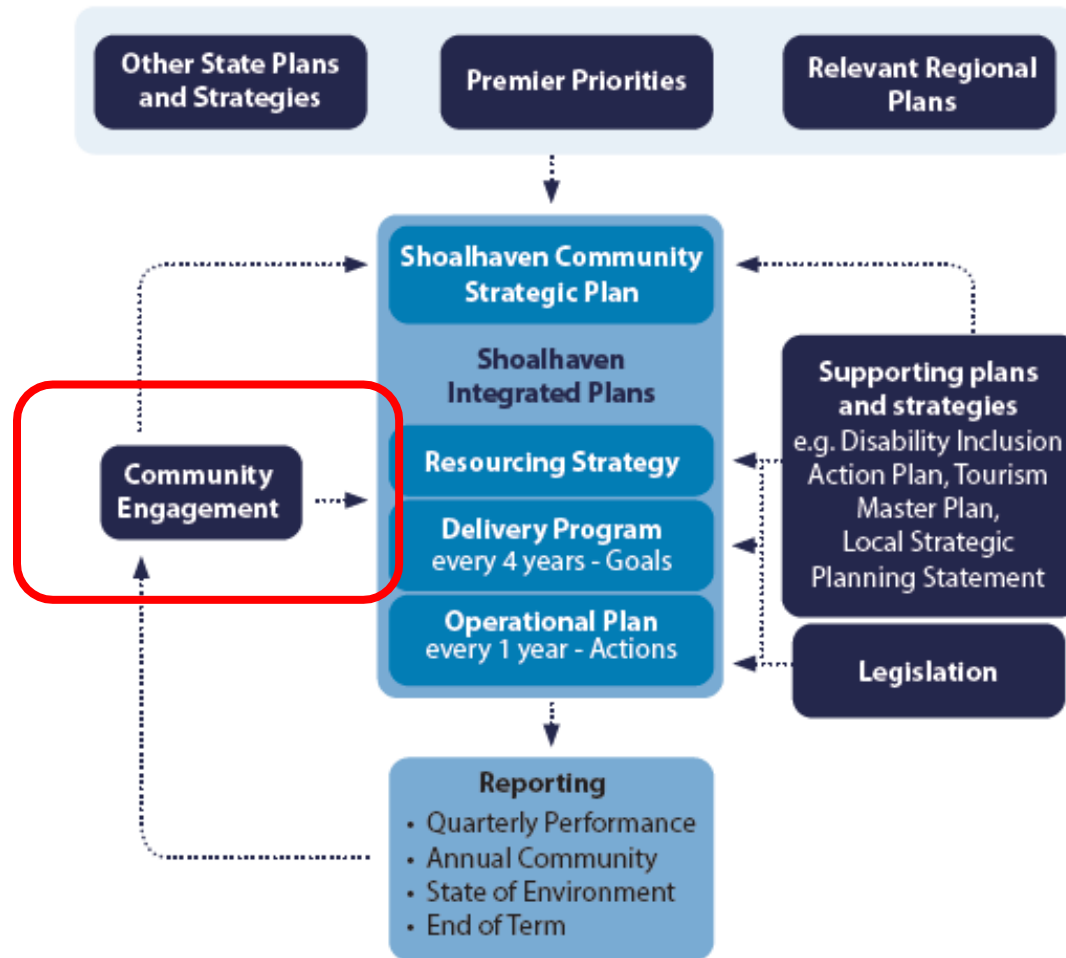 Other State Plans
and Strategies
Premier Priorities
Relevant Regional
Plans
Shoalhaven Community
Strategic Plan
Shoalhaven
Integrated Plans
Resourcing Strategy
Delivery Program
every 4 years - Goals
Operational Plan
every 1 year - Actions
Community
Engagement
Supporting plans
and strategies
e.g. Disability Inclusion
Action Plan, Tourism
Master Plan,
Local Strategic
Planning Statement
Legislation
Reporting
• Quarterly Performance
• Annual Community
• State of Environment
• End of Term